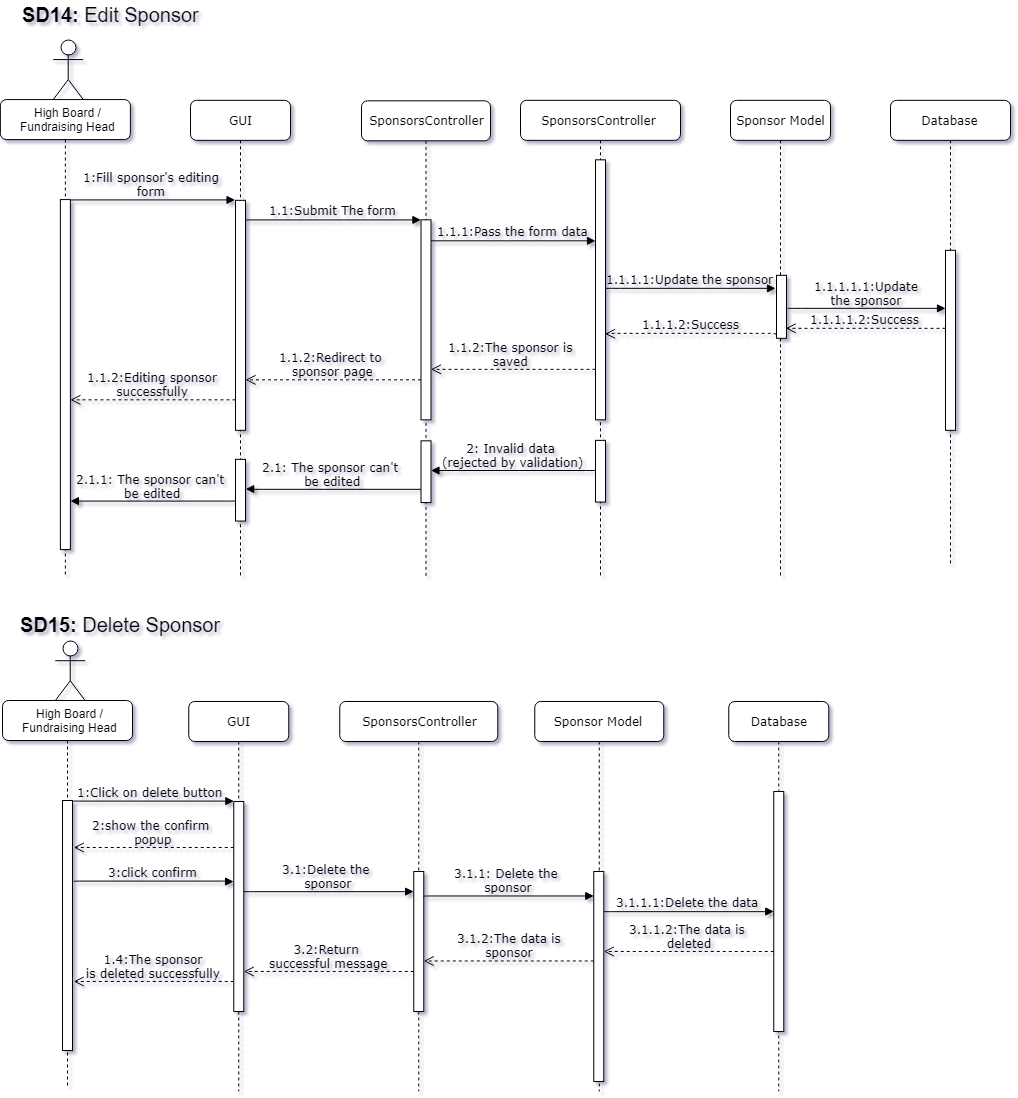 SD14: Edit Sponsor
High Board /
Fundraising Head
GUI
SponsorsController
SponsorsController
Sponsor Model
Database
1:Fill sponsor's editing
form
1.1:Submit The form
1.1.1:Pass the form data
1.1.1.1:Update the sponsor
1.1.1.1.1:Update
the sponsor
1.1.1.1.2:Success
1.1.1.2:Success
1.1.2:The sponsor is
saved
1.1.2:Redirect to
sponsor page
1.1.2:Editing sponsor
successfully
2: Invalid data
(rejected by validation)
2.1: The sponsor can't
be edited
2.1.1: The sponsor can't
be edited
SD15: Delete Sponsor
High Board /
Fundraising Head
GUI
SponsorsController
Sponsor Model
Database
1:Click on delete button
2:show the confirm
popup
3:click confirm
3.1:Delete the
sponsor
3.1.1: Delete the
sponsor
3.1.1.1:Delete the data
3.1.1.2:The data is
deleted
3.1.2:The data is
sponsor
3.2:Return
successful message
1.4:The sponsor
is deleted successfully